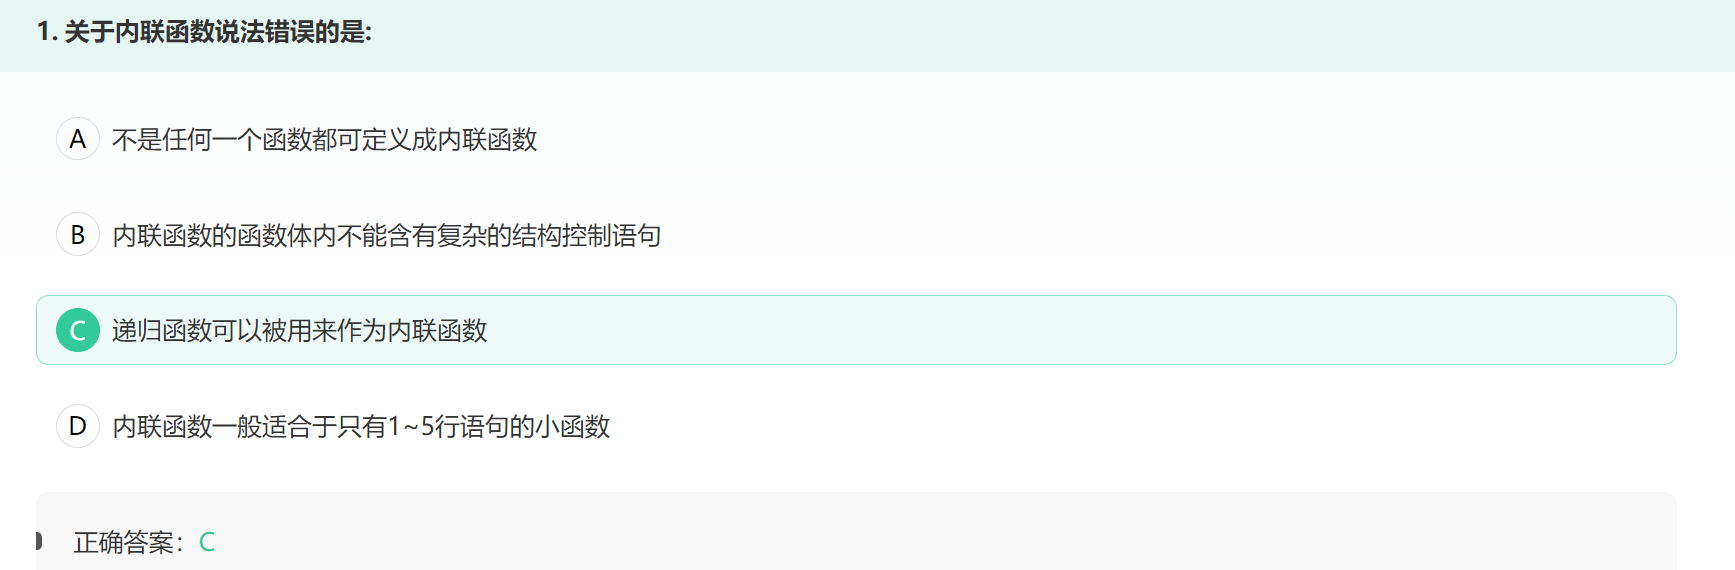 1. 关于内联函数说法错误的是:
A 不是任何一个函数都可定义成内联函数
B 内联函数的函数体内不能含有复杂的结构控制语句
C 递归函数可以被用来作为内联函数
D 内联函数一般适合于只有1~5行语句的小函数
正确答案：C